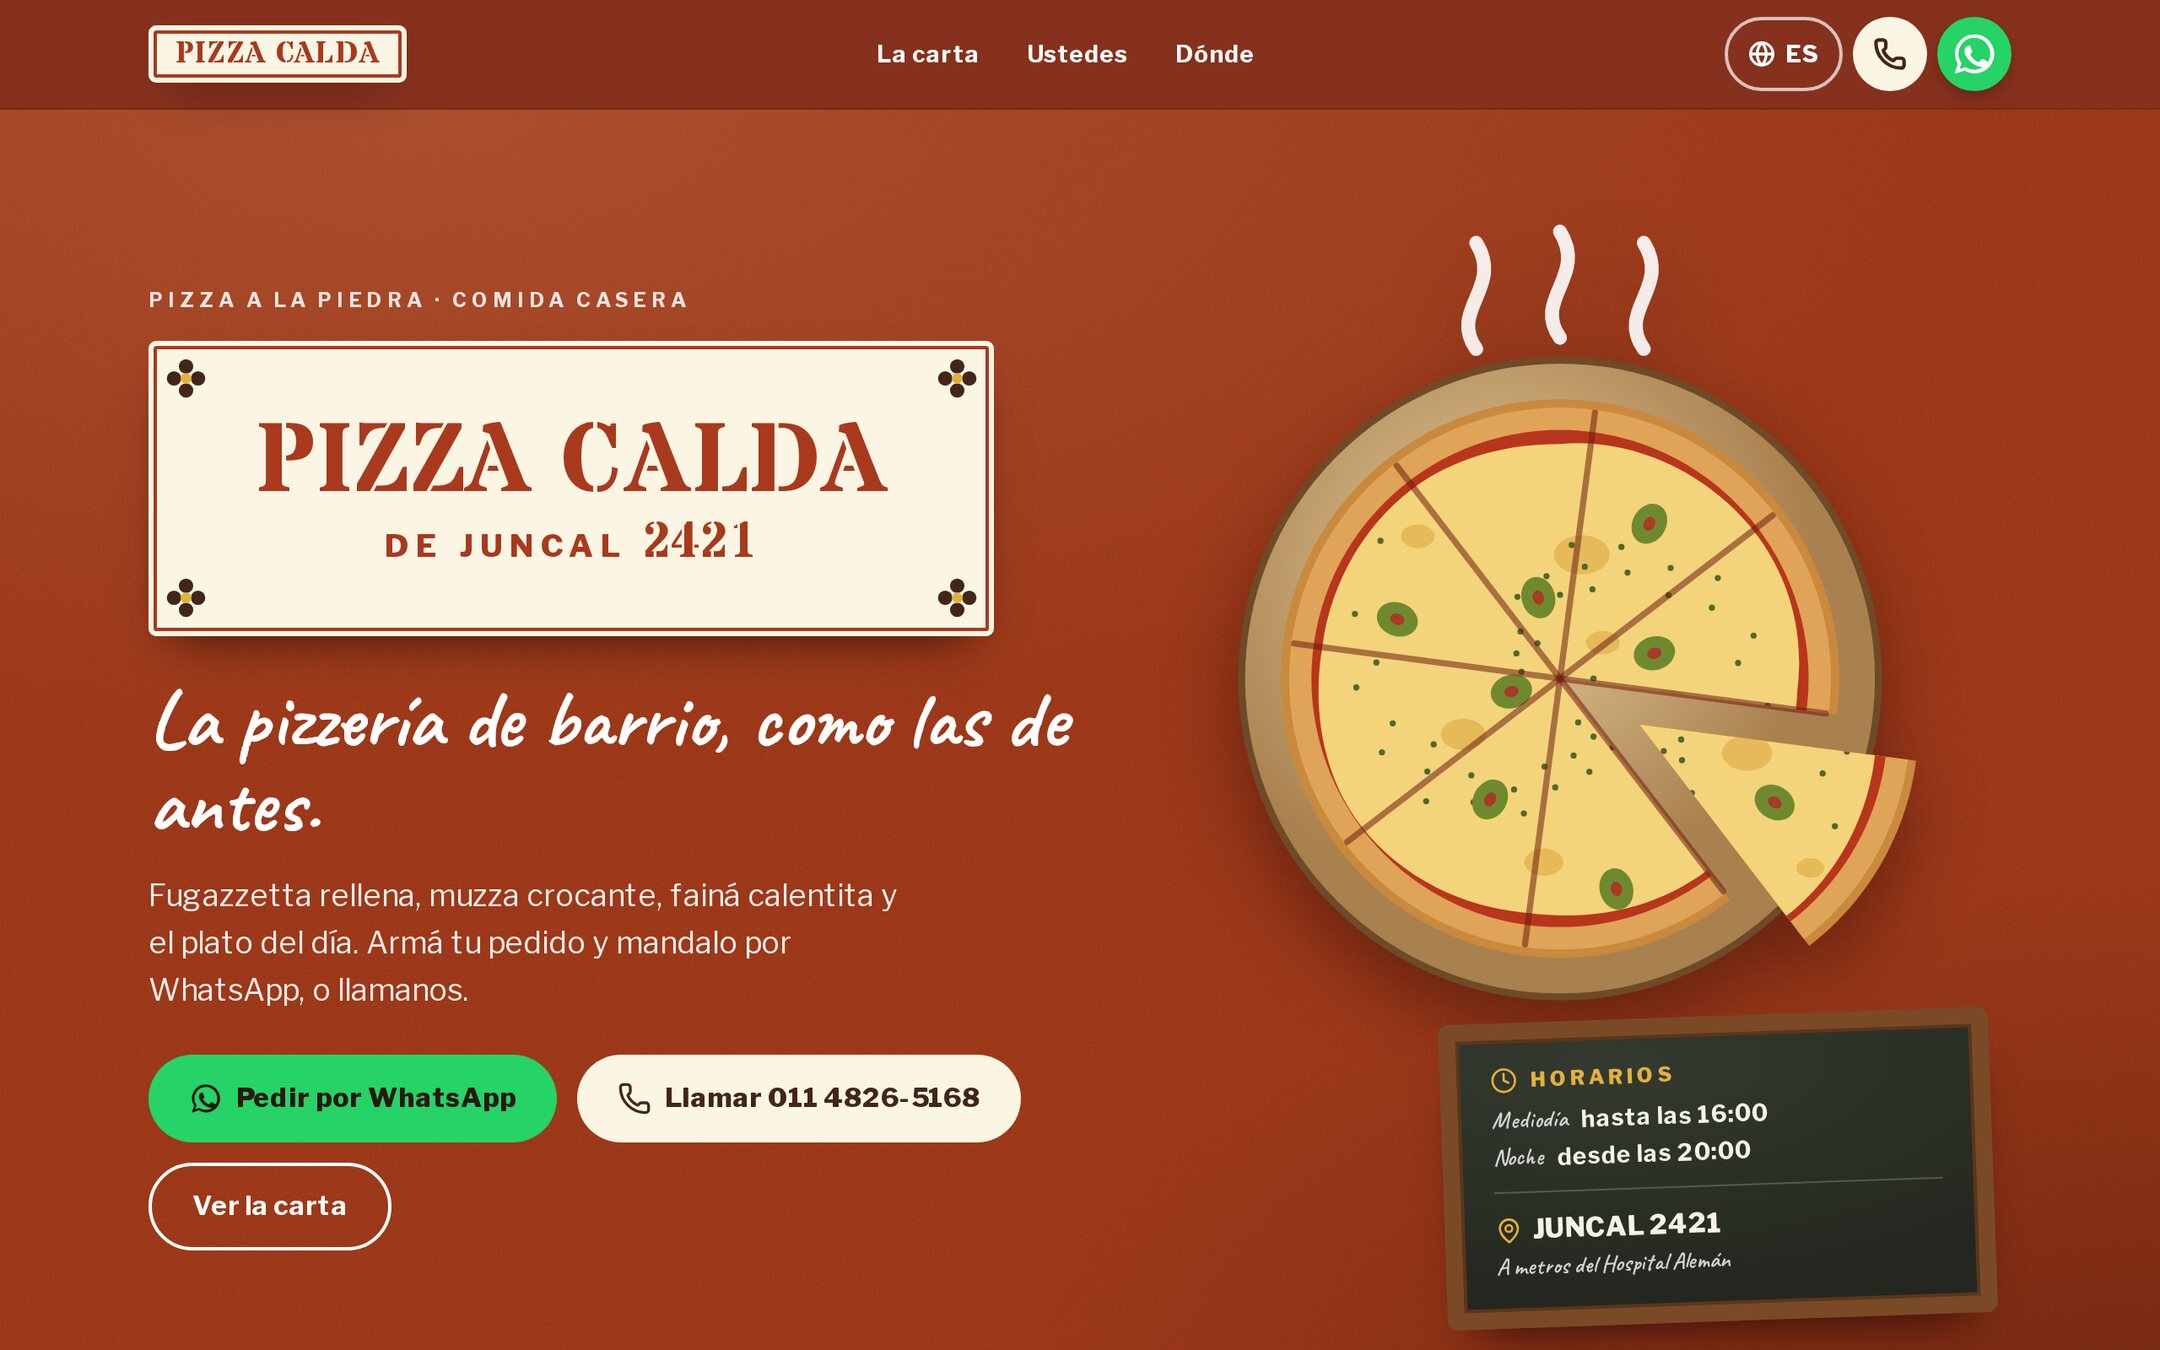 PIZZA CALDA
La carta
Ustedes
Dónde
ES
PIZZA A LA PIEDRA · COMIDA CASERA
PIZZA CALDA
DE JUNCAL 2421
La pizzería de barrio, como las de
antes.
Fugazzetta rellena, muzza crocante, fainá calentita y
el plato del día. Armá tu pedido y mandalo por
WhatsApp, o llamanos.
Pedir por WhatsApp
Llamar 011 4826-5168
Ver la carta
HORARIOS
Mediodía hasta las 16:00
Noche desde las 20:00
JUNCAL 2421
A metros del Hospital Alemán